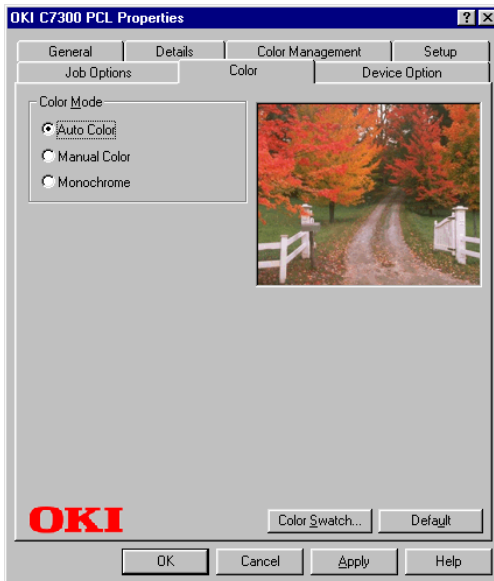 OKI C7300 PCL Properties
General Details Color Management Setup
Job Options Color Device Option
Color Mode
Auto Color
Manual Color
Monochrome
OKI
Color Swatch... Default
OK Cancel Apply Help